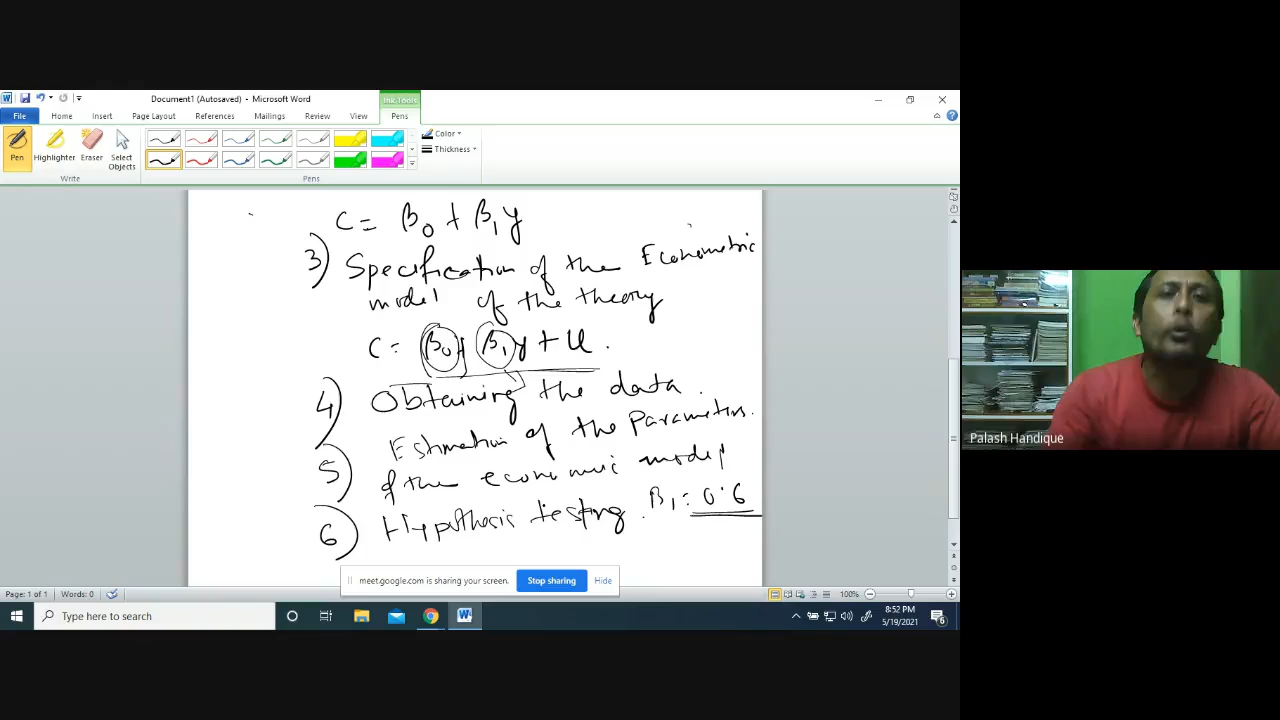 Document1 (Autosaved) - Microsoft Word
Ink Tools
File Home Insert Page Layout References Mailings Review View Pens
Pen Highlighter Eraser Select Objects
Color
Thickness
Write Pens
C = β0 + β1y
3) Specification of the Econometric
model of the theory
C = β0 + β1y + U.
4) Obtaining the data.
5) Estimation of the Parameters.
of the economic model
6) Hypothesis testing. β1 = 0.6
Palash Handique
meet.google.com is sharing your screen. Stop sharing Hide
Page: 1 of 1 Words: 0 100%
Type here to search
8:52 PM
5/19/2021
6